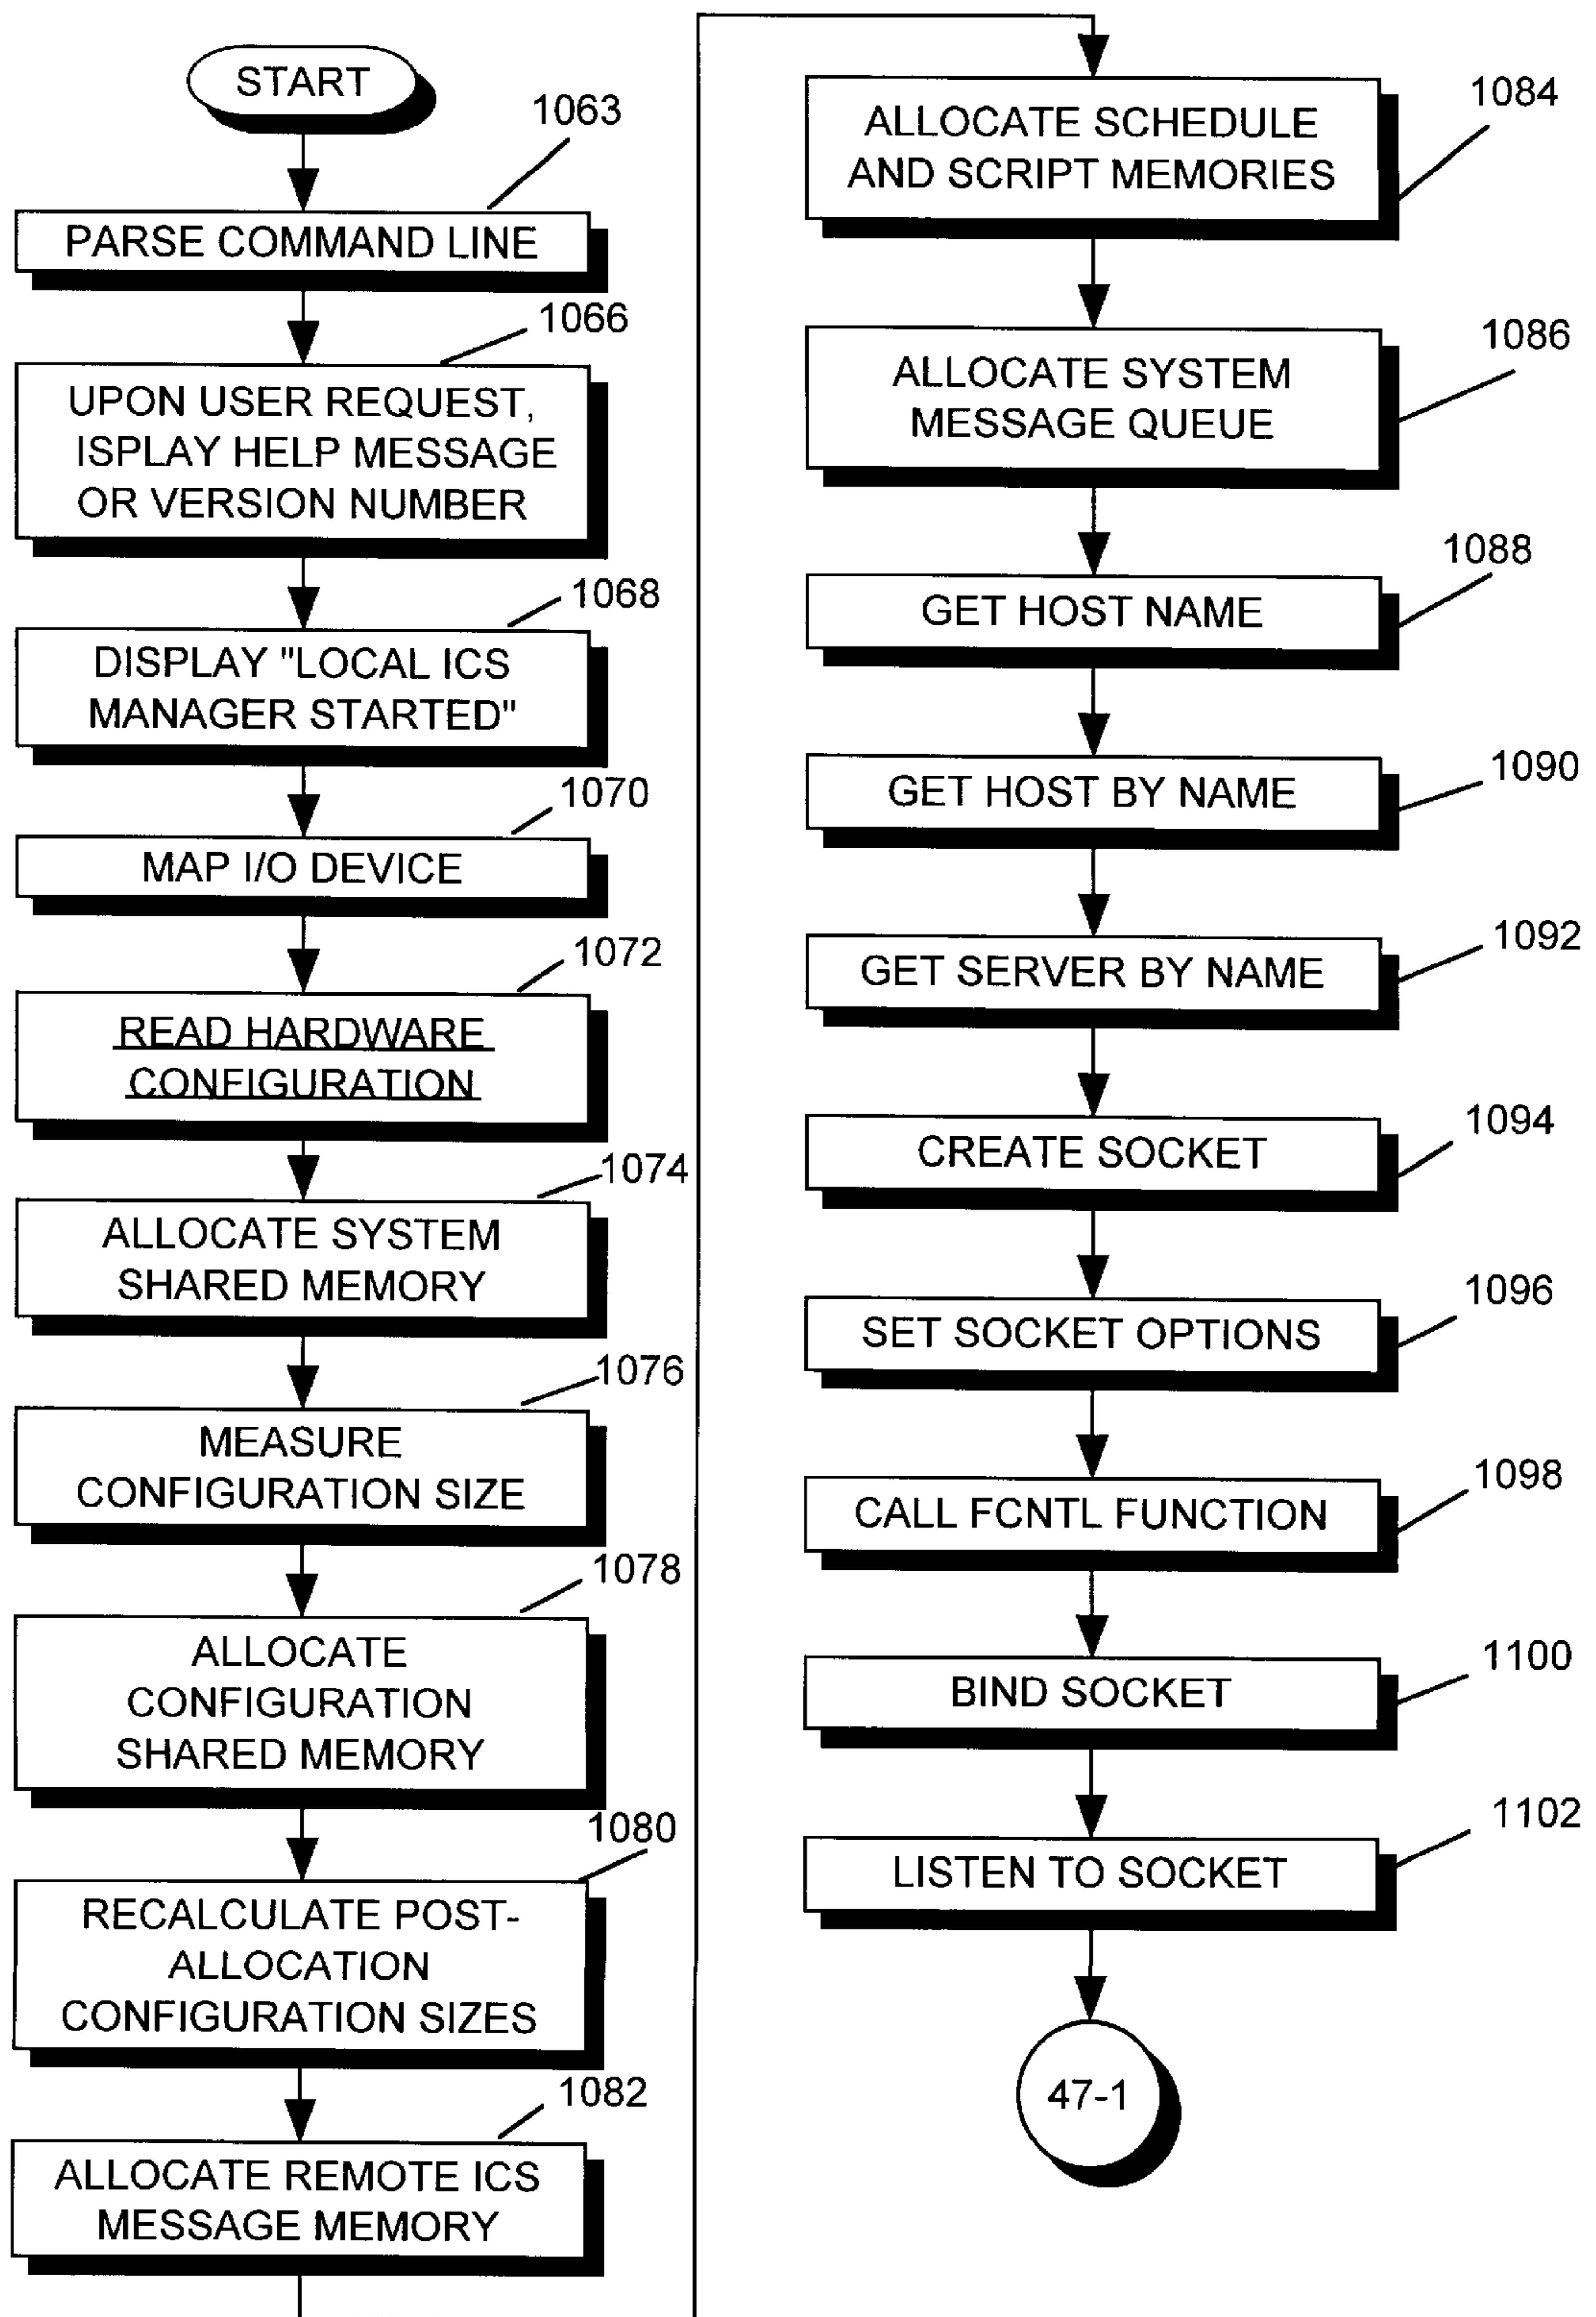 START
1063
PARSE COMMAND LINE
1066
UPON USER REQUEST,
ISPLAY HELP MESSAGE
OR VERSION NUMBER
1068
DISPLAY "LOCAL ICS
MANAGER STARTED"
1070
MAP I/O DEVICE
1072
READ HARDWARE
CONFIGURATION
1074
ALLOCATE SYSTEM
SHARED MEMORY
1076
MEASURE
CONFIGURATION SIZE
1078
ALLOCATE
CONFIGURATION
SHARED MEMORY
1080
RECALCULATE POST-
ALLOCATION
CONFIGURATION SIZES
1082
ALLOCATE REMOTE ICS
MESSAGE MEMORY
1084
ALLOCATE SCHEDULE
AND SCRIPT MEMORIES
1086
ALLOCATE SYSTEM
MESSAGE QUEUE
1088
GET HOST NAME
1090
GET HOST BY NAME
1092
GET SERVER BY NAME
1094
CREATE SOCKET
1096
SET SOCKET OPTIONS
1098
CALL FCNTL FUNCTION
1100
BIND SOCKET
1102
LISTEN TO SOCKET
47-1